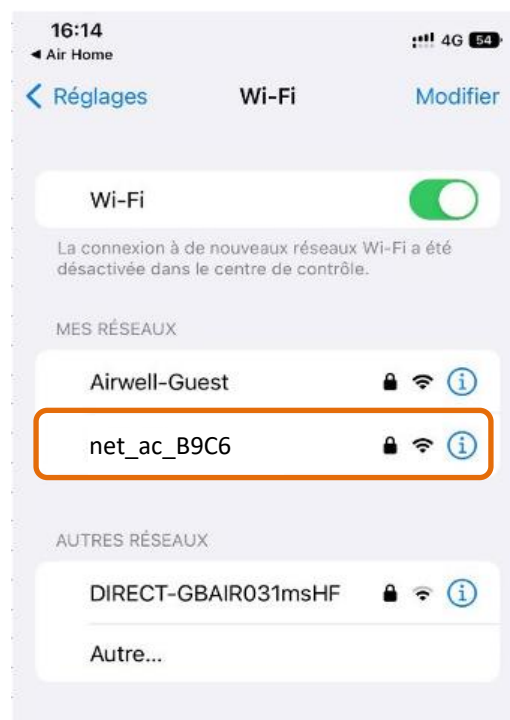 16:14
4G 54
◀ Air Home
Réglages Wi-Fi Modifier
Wi-Fi
La connexion à de nouveaux réseaux Wi-Fi a été
désactivée dans le centre de contrôle.
MES RÉSEAUX
Airwell-Guest
net_ac_B9C6
AUTRES RÉSEAUX
DIRECT-GBAIR031msHF
Autre...